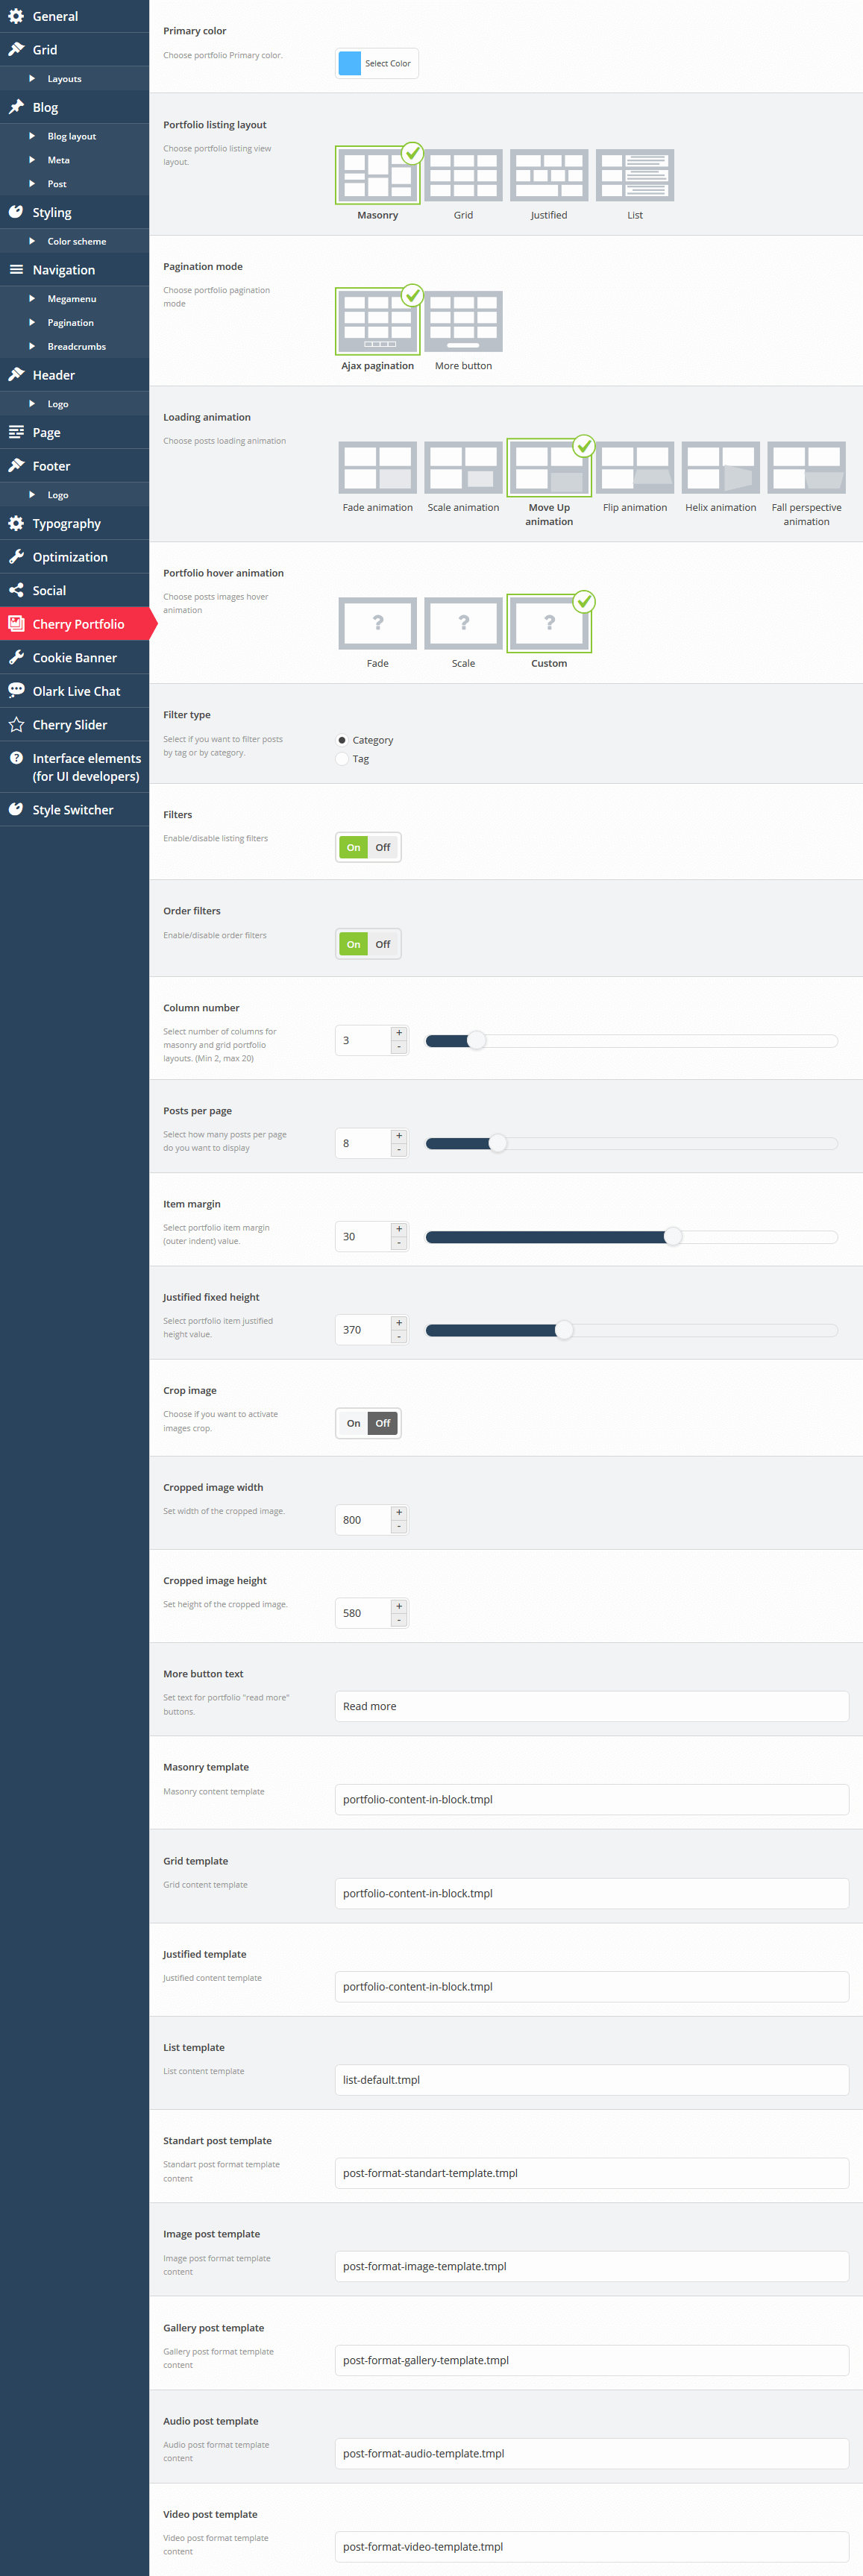 General
Grid
Layouts
Blog
Blog layout
Meta
Post
Styling
Color scheme
Navigation
Megamenu
Pagination
Breadcrumbs
Header
Logo
Page
Footer
Logo
Typography
Optimization
Social
Cherry Portfolio
Cookie Banner
Olark Live Chat
Cherry Slider
Interface elements
(for UI developers)
Style Switcher
Primary color
Choose portfolio Primary color.
Select Color
Portfolio listing layout
Choose portfolio listing view
layout.
Masonry
Grid
Justified
List
Pagination mode
Choose portfolio pagination
mode
Ajax pagination
More button
Loading animation
Choose posts loading animation
Fade animation
Scale animation
Move Up
animation
Flip animation
Helix animation
Fall perspective
animation
Portfolio hover animation
Choose posts images hover
animation
?
Fade
?
Scale
?
Custom
Filter type
Select if you want to filter posts
by tag or by category.
Category
Tag
Filters
Enable/disable listing filters
On Off
Order filters
Enable/disable order filters
On Off
Column number
Select number of columns for
masonry and grid portfolio
layouts. (Min 2, max 20)
3
+
-
Posts per page
Select how many posts per page
do you want to display
8
+
-
Item margin
Select portfolio item margin
(outer indent) value.
30
+
-
Justified fixed height
Select portfolio item justified
height value.
370
+
-
Crop image
Choose if you want to activate
images crop.
On Off
Cropped image width
Set width of the cropped image.
800
+
-
Cropped image height
Set height of the cropped image.
580
+
-
More button text
Set text for portfolio "read more"
buttons.
Read more
Masonry template
Masonry content template
portfolio-content-in-block.tmpl
Grid template
Grid content template
portfolio-content-in-block.tmpl
Justified template
Justified content template
portfolio-content-in-block.tmpl
List template
List content template
list-default.tmpl
Standart post template
Standart post format template
content
post-format-standart-template.tmpl
Image post template
Image post format template
content
post-format-image-template.tmpl
Gallery post template
Gallery post format template
content
post-format-gallery-template.tmpl
Audio post template
Audio post format template
content
post-format-audio-template.tmpl
Video post template
Video post format template
content
post-format-video-template.tmpl